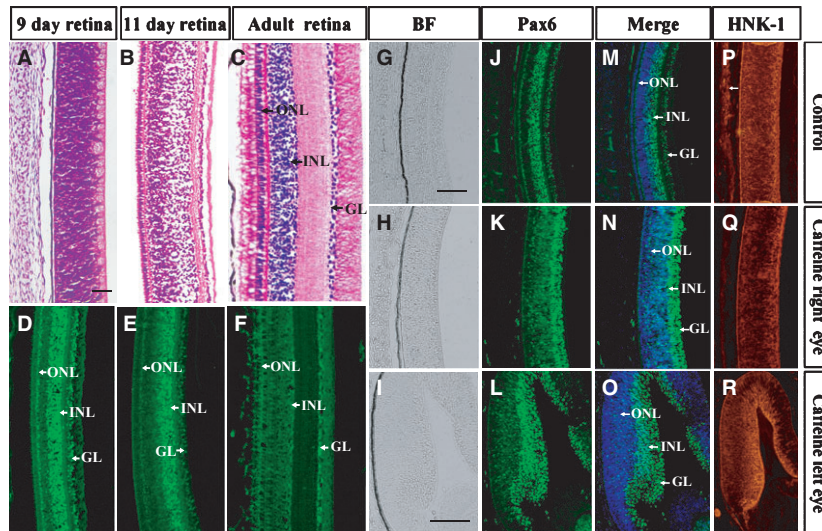 9 day retina 11 day retina Adult retina BF Pax6 Merge HNK-1
A B C G J M P
ONL ONL
INL INL
GL GL
Control
H K N Q
ONL
INL
GL
Caffeine right eye
D E F
ONL ONL ONL
INL INL INL
GL GL GL
I L O R
ONL
INL
GL
Caffeine left eye